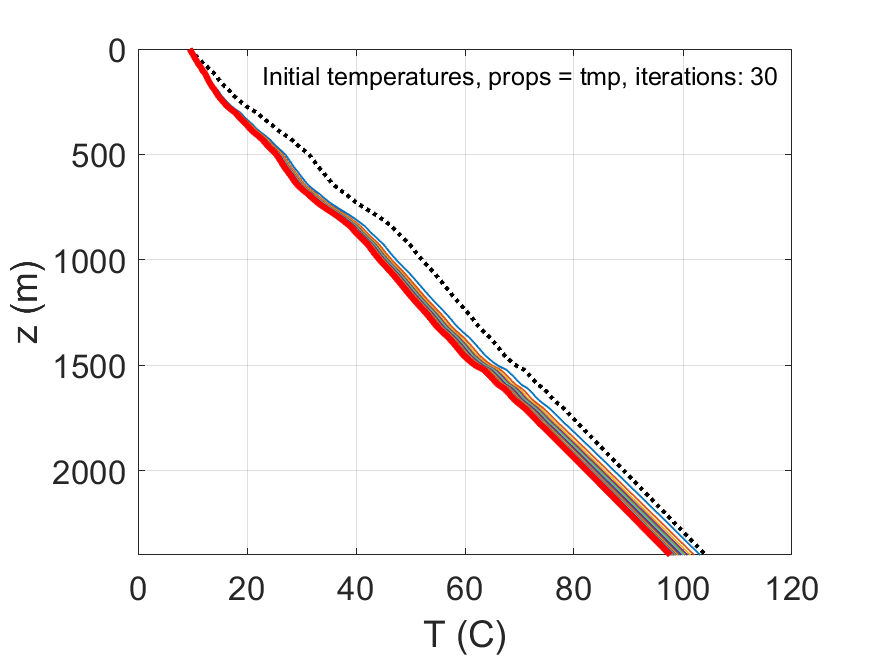 0
Initial temperatures, props = tmp, iterations: 30
500
1000
z (m)
1500
2000
0 20 40 60 80 100 120
T (C)